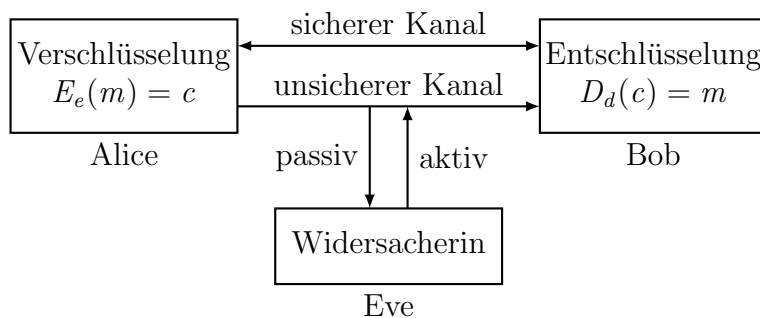 sicherer Kanal
Verschlüsselung
E_e(m) = c
Entschlüsselung
D_d(c) = m
unsicherer Kanal
Alice
Bob
passiv
aktiv
Widersacherin
Eve